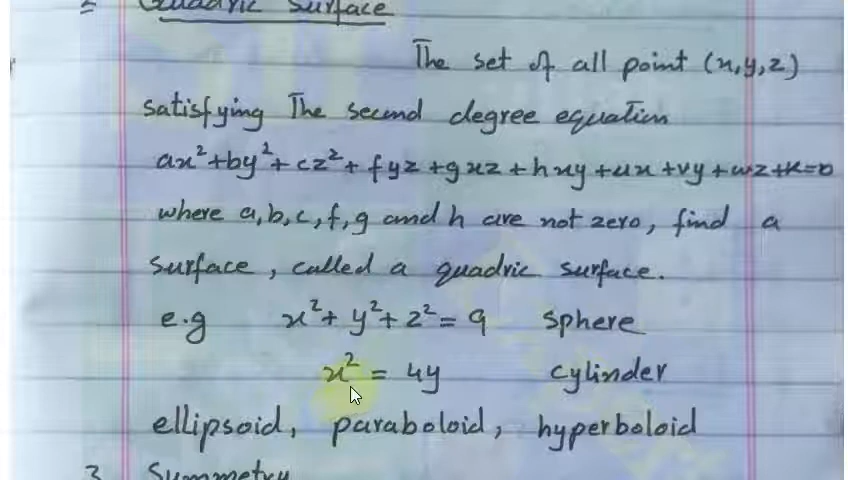 Quadric Surface
The set of all point (x,y,z)
satisfying The second degree equation
ax²+by²+cz²+fyz+gxz+hxy+ux+vy+wz+k=0
where a,b,c,f,g and h are not zero, find a
surface, called a quadric surface.
e.g x²+y²+z²=9 sphere
x²=4y cylinder
ellipsoid, paraboloid, hyperboloid
3 Symmetry